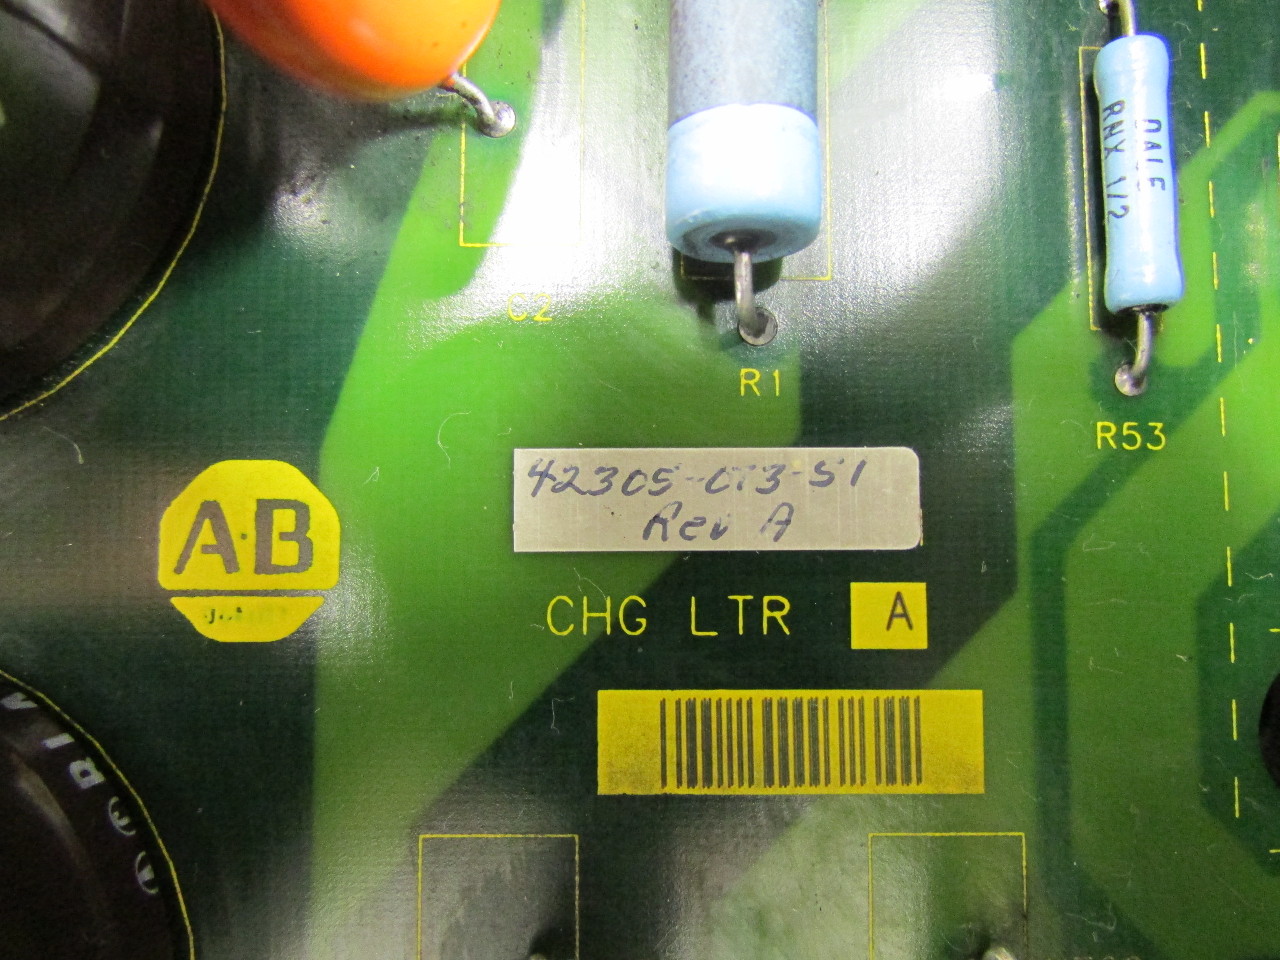 DALE
RNX 1/2
C2
R1
R53
42305-073-51
Rev A
A·B
CHG LTR A